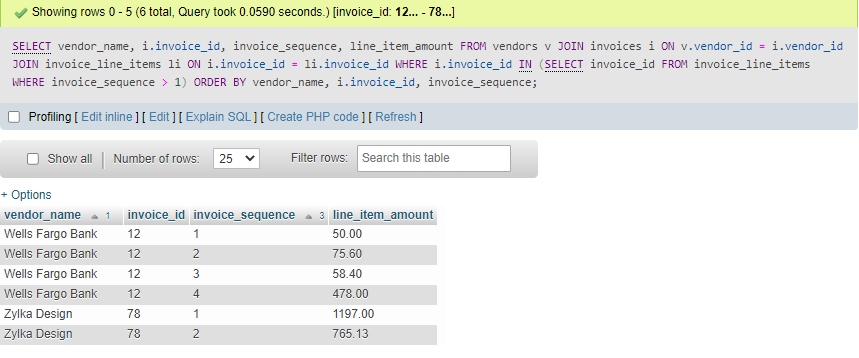 Showing rows 0 - 5 (6 total, Query took 0.0590 seconds.) [invoice_id: 12... - 78...]
SELECT vendor_name, i.invoice_id, invoice_sequence, line_item_amount FROM vendors v JOIN invoices i ON v.vendor_id = i.vendor_id
JOIN invoice_line_items li ON i.invoice_id = li.invoice_id WHERE i.invoice_id IN (SELECT invoice_id FROM invoice_line_items
WHERE invoice_sequence > 1) ORDER BY vendor_name, i.invoice_id, invoice_sequence;
Profiling [ Edit inline ] [ Edit ] [ Explain SQL ] [ Create PHP code ] [ Refresh ]
Show all | Number of rows: 25 Filter rows: Search this table
+ Options
vendor_name 1 invoice_id invoice_sequence 3 line_item_amount
Wells Fargo Bank 12 1 50.00
Wells Fargo Bank 12 2 75.60
Wells Fargo Bank 12 3 58.40
Wells Fargo Bank 12 4 478.00
Zylka Design 78 1 1197.00
Zylka Design 78 2 765.13